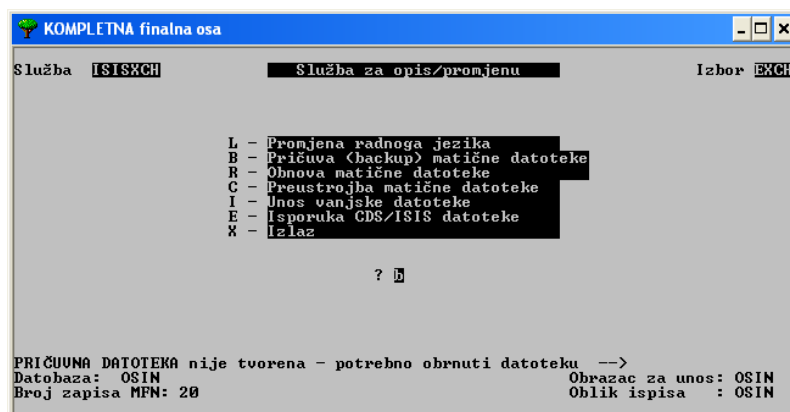 KOMPLETNA finalna osa
Služba ISISXCH Služba za opis/promjenu Izbor EXCH
L - Promjena radnoga jezika
B - Pričuva (backup) matične datoteke
R - Obnova matične datoteke
C - Preustrojba matične datoteke
I - Unos vanjske datoteke
E - Isporuka CDS/ISIS datoteke
X - Izlaz
? b
PRIČUVNA DATOTEKA nije tvorena - potrebno obrnuti datoteku -->
Datobaza: OSIN Obrazac za unos: OSIN
Broj zapisa MFN: 20 Oblik ispisa : OSIN